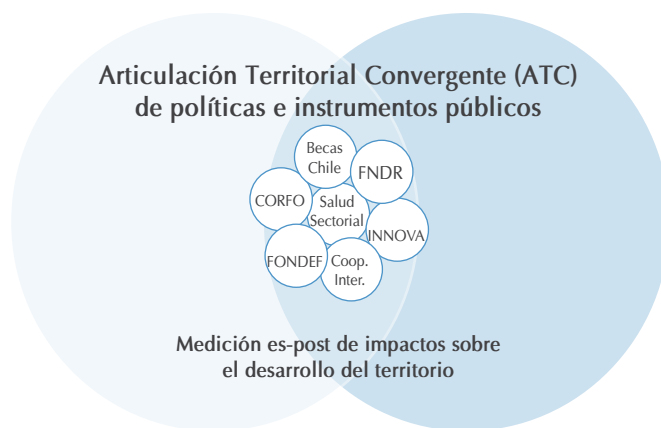 Articulación Territorial Convergente (ATC)
de políticas e instrumentos públicos
Becas
Chile
FNDR
CORFO
Salud
Sectorial
INNOVA
FONDEF
Coop.
Inter.
Medición es-post de impactos sobre
el desarrollo del territorio